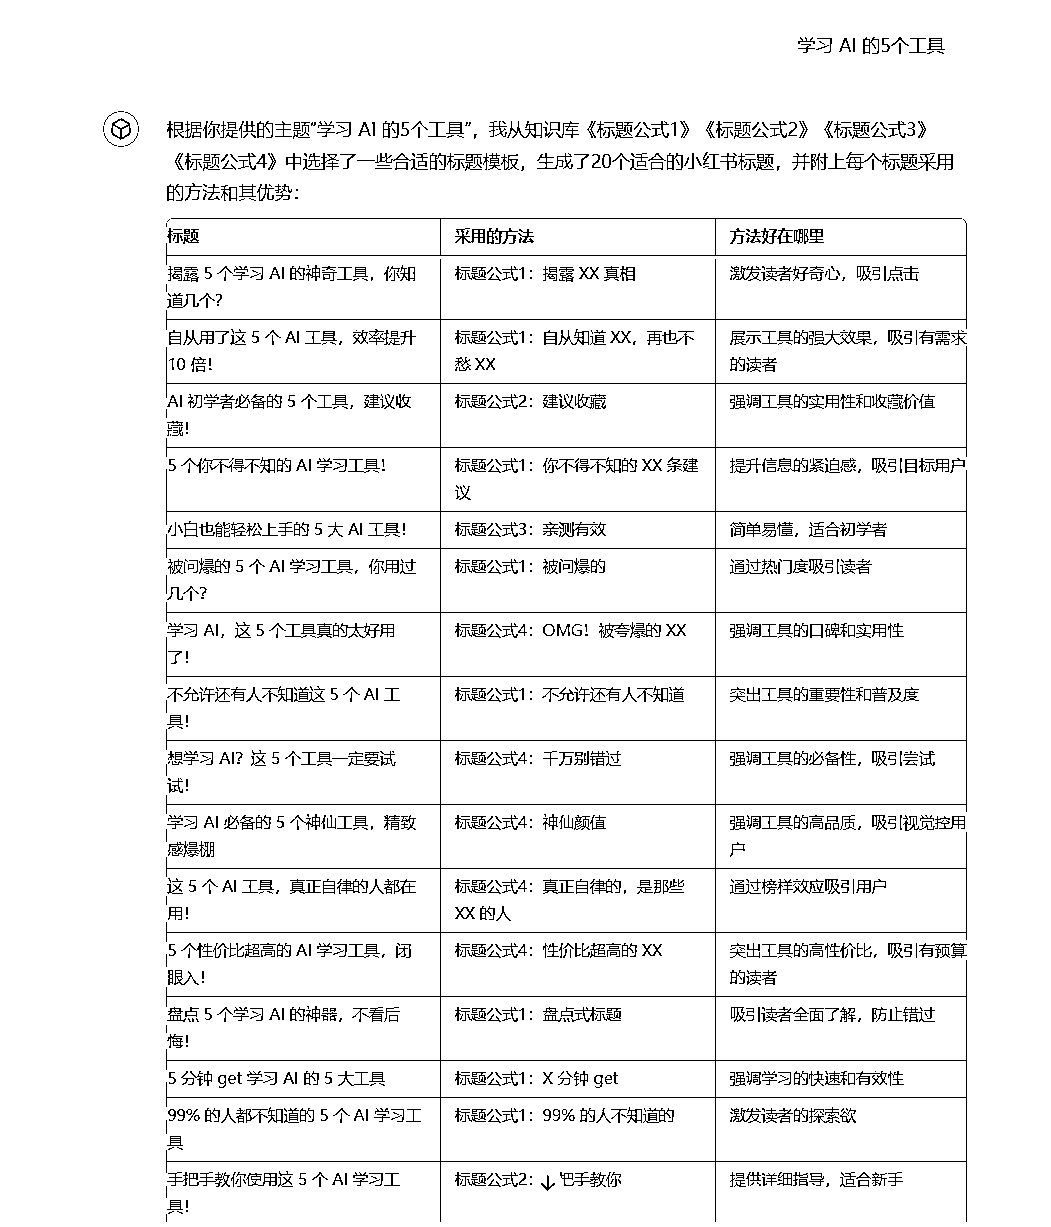 学习 AI 的5个工具
根据你提供的主题“学习 AI 的5个工具”，我从知识库《标题公式1》《标题公式2》《标题公式3》
《标题公式4》中选择了一些合适的标题模板，生成了20个适合的小红书标题，并附上每个标题采用
的方法和其优势：
标题 采用的方法 方法好在哪里
揭露 5 个学习 AI 的神奇工具，你知 标题公式1：揭露 XX 真相 激发读者好奇心，吸引点击
道几个？
自从用了这 5 个 AI 工具，效率提升 标题公式1：自从知道 XX，再也不 展示工具的强大效果，吸引有需求
10 倍！ 愁 XX 的读者
AI 初学者必备的 5 个工具，建议收 标题公式2：建议收藏 强调工具的实用性和收藏价值
藏！
5 个你不得不知的 AI 学习工具！ 标题公式1：你不得不知的 XX 条建 提升信息的紧迫感，吸引目标用户
议
小白也能轻松上手的 5 大 AI 工具！ 标题公式3：亲测有效 简单易懂，适合初学者
被问爆的 5 个 AI 学习工具，你用过 标题公式1：被问爆的 通过热门度吸引读者
几个？
学习 AI，这 5 个工具真的太好用 标题公式4：OMG！被夸爆的 XX 强调工具的口碑和实用性
了！
不允许还有人不知道这 5 个 AI 工 标题公式1：不允许还有人不知道 突出工具的重要性和普及度
具！
想学习 AI？这 5 个工具一定要试 标题公式4：千万别错过 强调工具的必备性，吸引尝试
试！
学习 AI 必备的 5 个神仙工具，精致 标题公式4：神仙颜值 强调工具的高品质，吸引视觉控用
感爆棚 户
这 5 个 AI 工具，真正自律的人都在 标题公式4：真正自律的，是那些 通过榜样效应吸引用户
用！ XX 的人
5 个性价比超高的 AI 学习工具，闭 标题公式4：性价比超高的 XX 突出工具的高性价比，吸引有预算
眼入！ 的读者
盘点 5 个学习 AI 的神器，不看后 标题公式1：盘点式标题 吸引读者全面了解，防止错过
悔！
5 分钟 get 学习 AI 的 5 大工具 标题公式1：X 分钟 get 强调学习的快速和有效性
99% 的人都不知道的 5 个 AI 学习工 标题公式1：99% 的人不知道的 激发读者的探索欲
具
手把手教你使用这 5 个 AI 学习工 标题公式2： 把手教你 提供详细指导，适合新手
具！